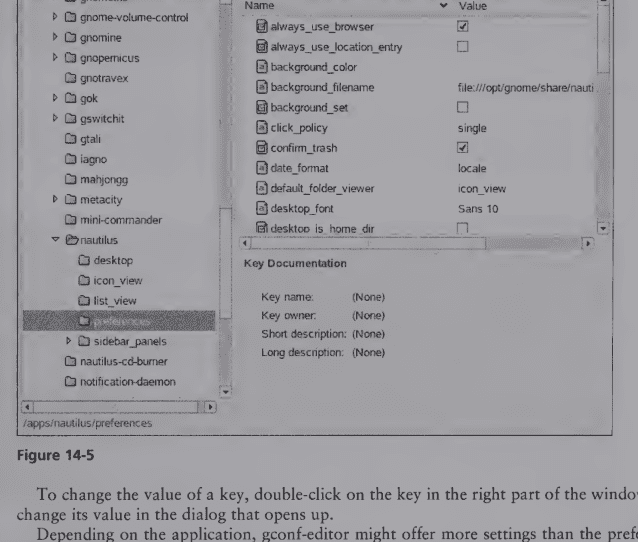 Name Value
gnome-volume-control
gnomine
gnopernicus
gnotravex
gok
gswitchit
gtali
iagno
mahjongg
metacity
mini-commander
nautilus
desktop
icon_view
list_view
preferences
sidebar_panels
nautilus-cd-burner
notification-daemon
/apps/nautilus/preferences
always_use_browser
always_use_location_entry
background_color
background_filename file:///opt/gnome/share/nauti
background_set
click_policy single
confirm_trash
date_format locale
default_folder_viewer icon_view
desktop_font Sans 10
desktop_is_home_dir
Key Documentation
Key name: (None)
Key owner: (None)
Short description: (None)
Long description: (None)
Figure 14-5
To change the value of a key, double-click on the key in the right part of the windo
change its value in the dialog that opens up.
Depending on the application, gconf-editor might offer more settings than the pref